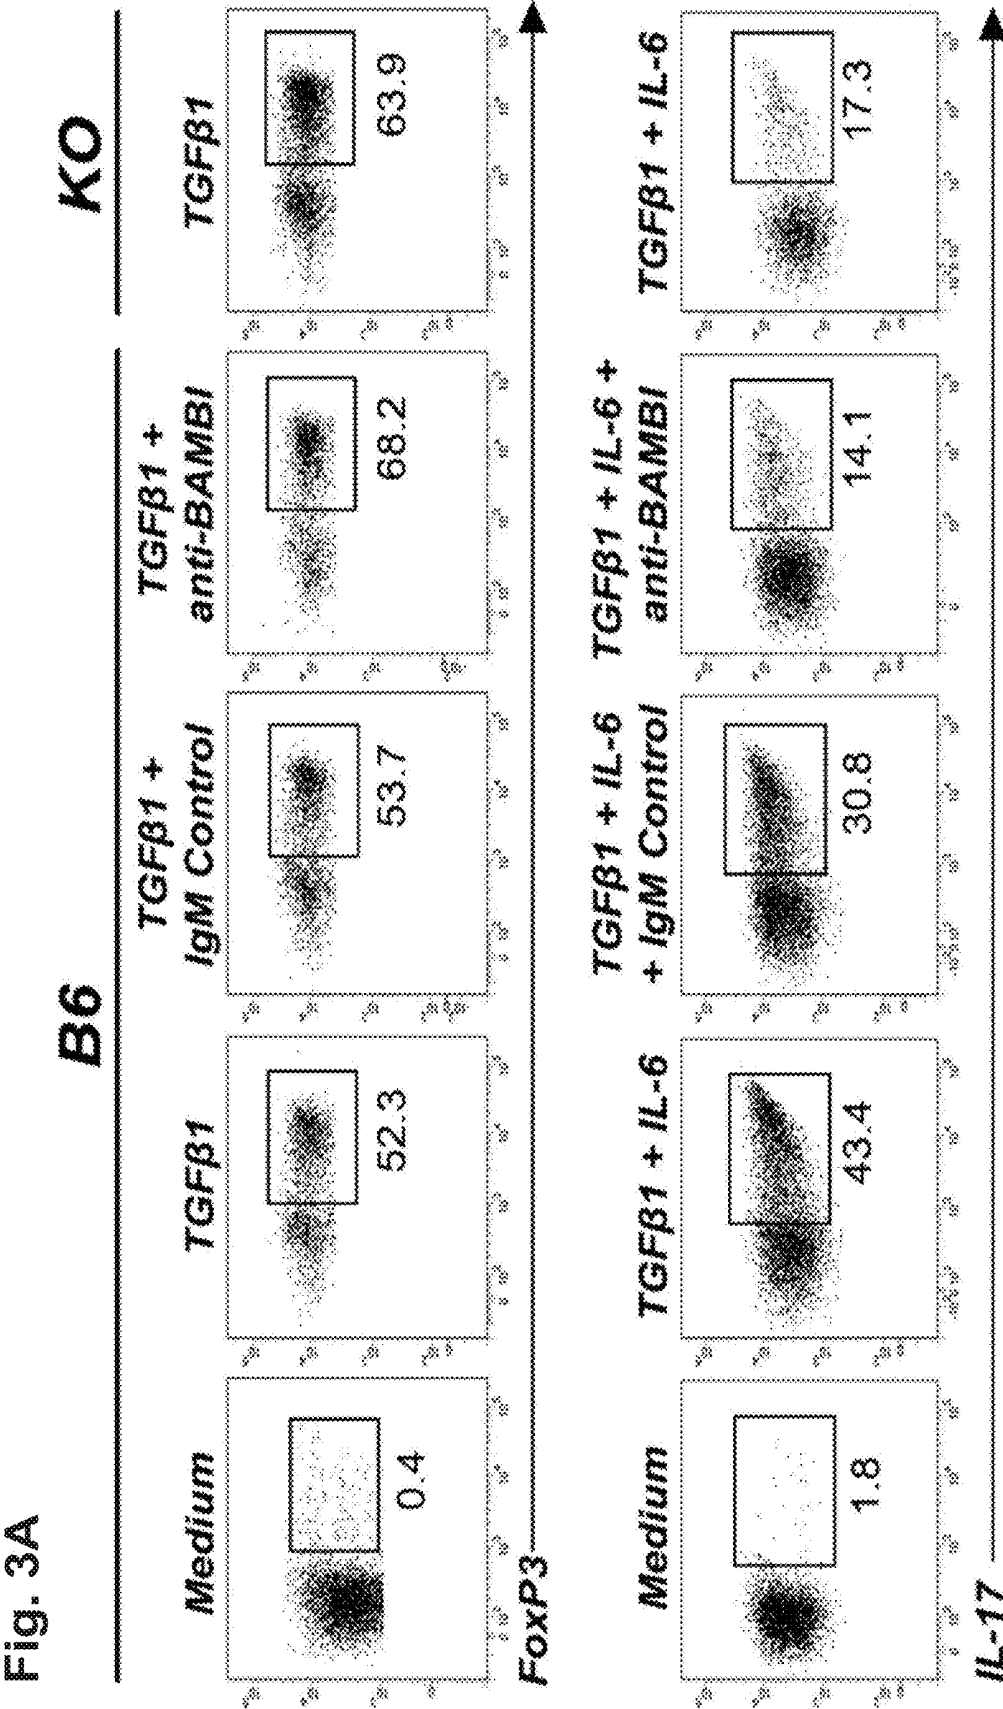 Fig. 3A
B6
KO
Medium
TGFβ1
TGFβ1 +
IgM Control
TGFβ1 +
anti-BAMBI
TGFβ1
0.4
52.3
53.7
68.2
63.9
FoxP3
Medium
TGFβ1 + IL-6
TGFβ1 + IL-6
+ IgM Control
TGFβ1 + IL-6 +
anti-BAMBI
TGFβ1 + IL-6
1.8
43.4
30.8
14.1
17.3
IL-17